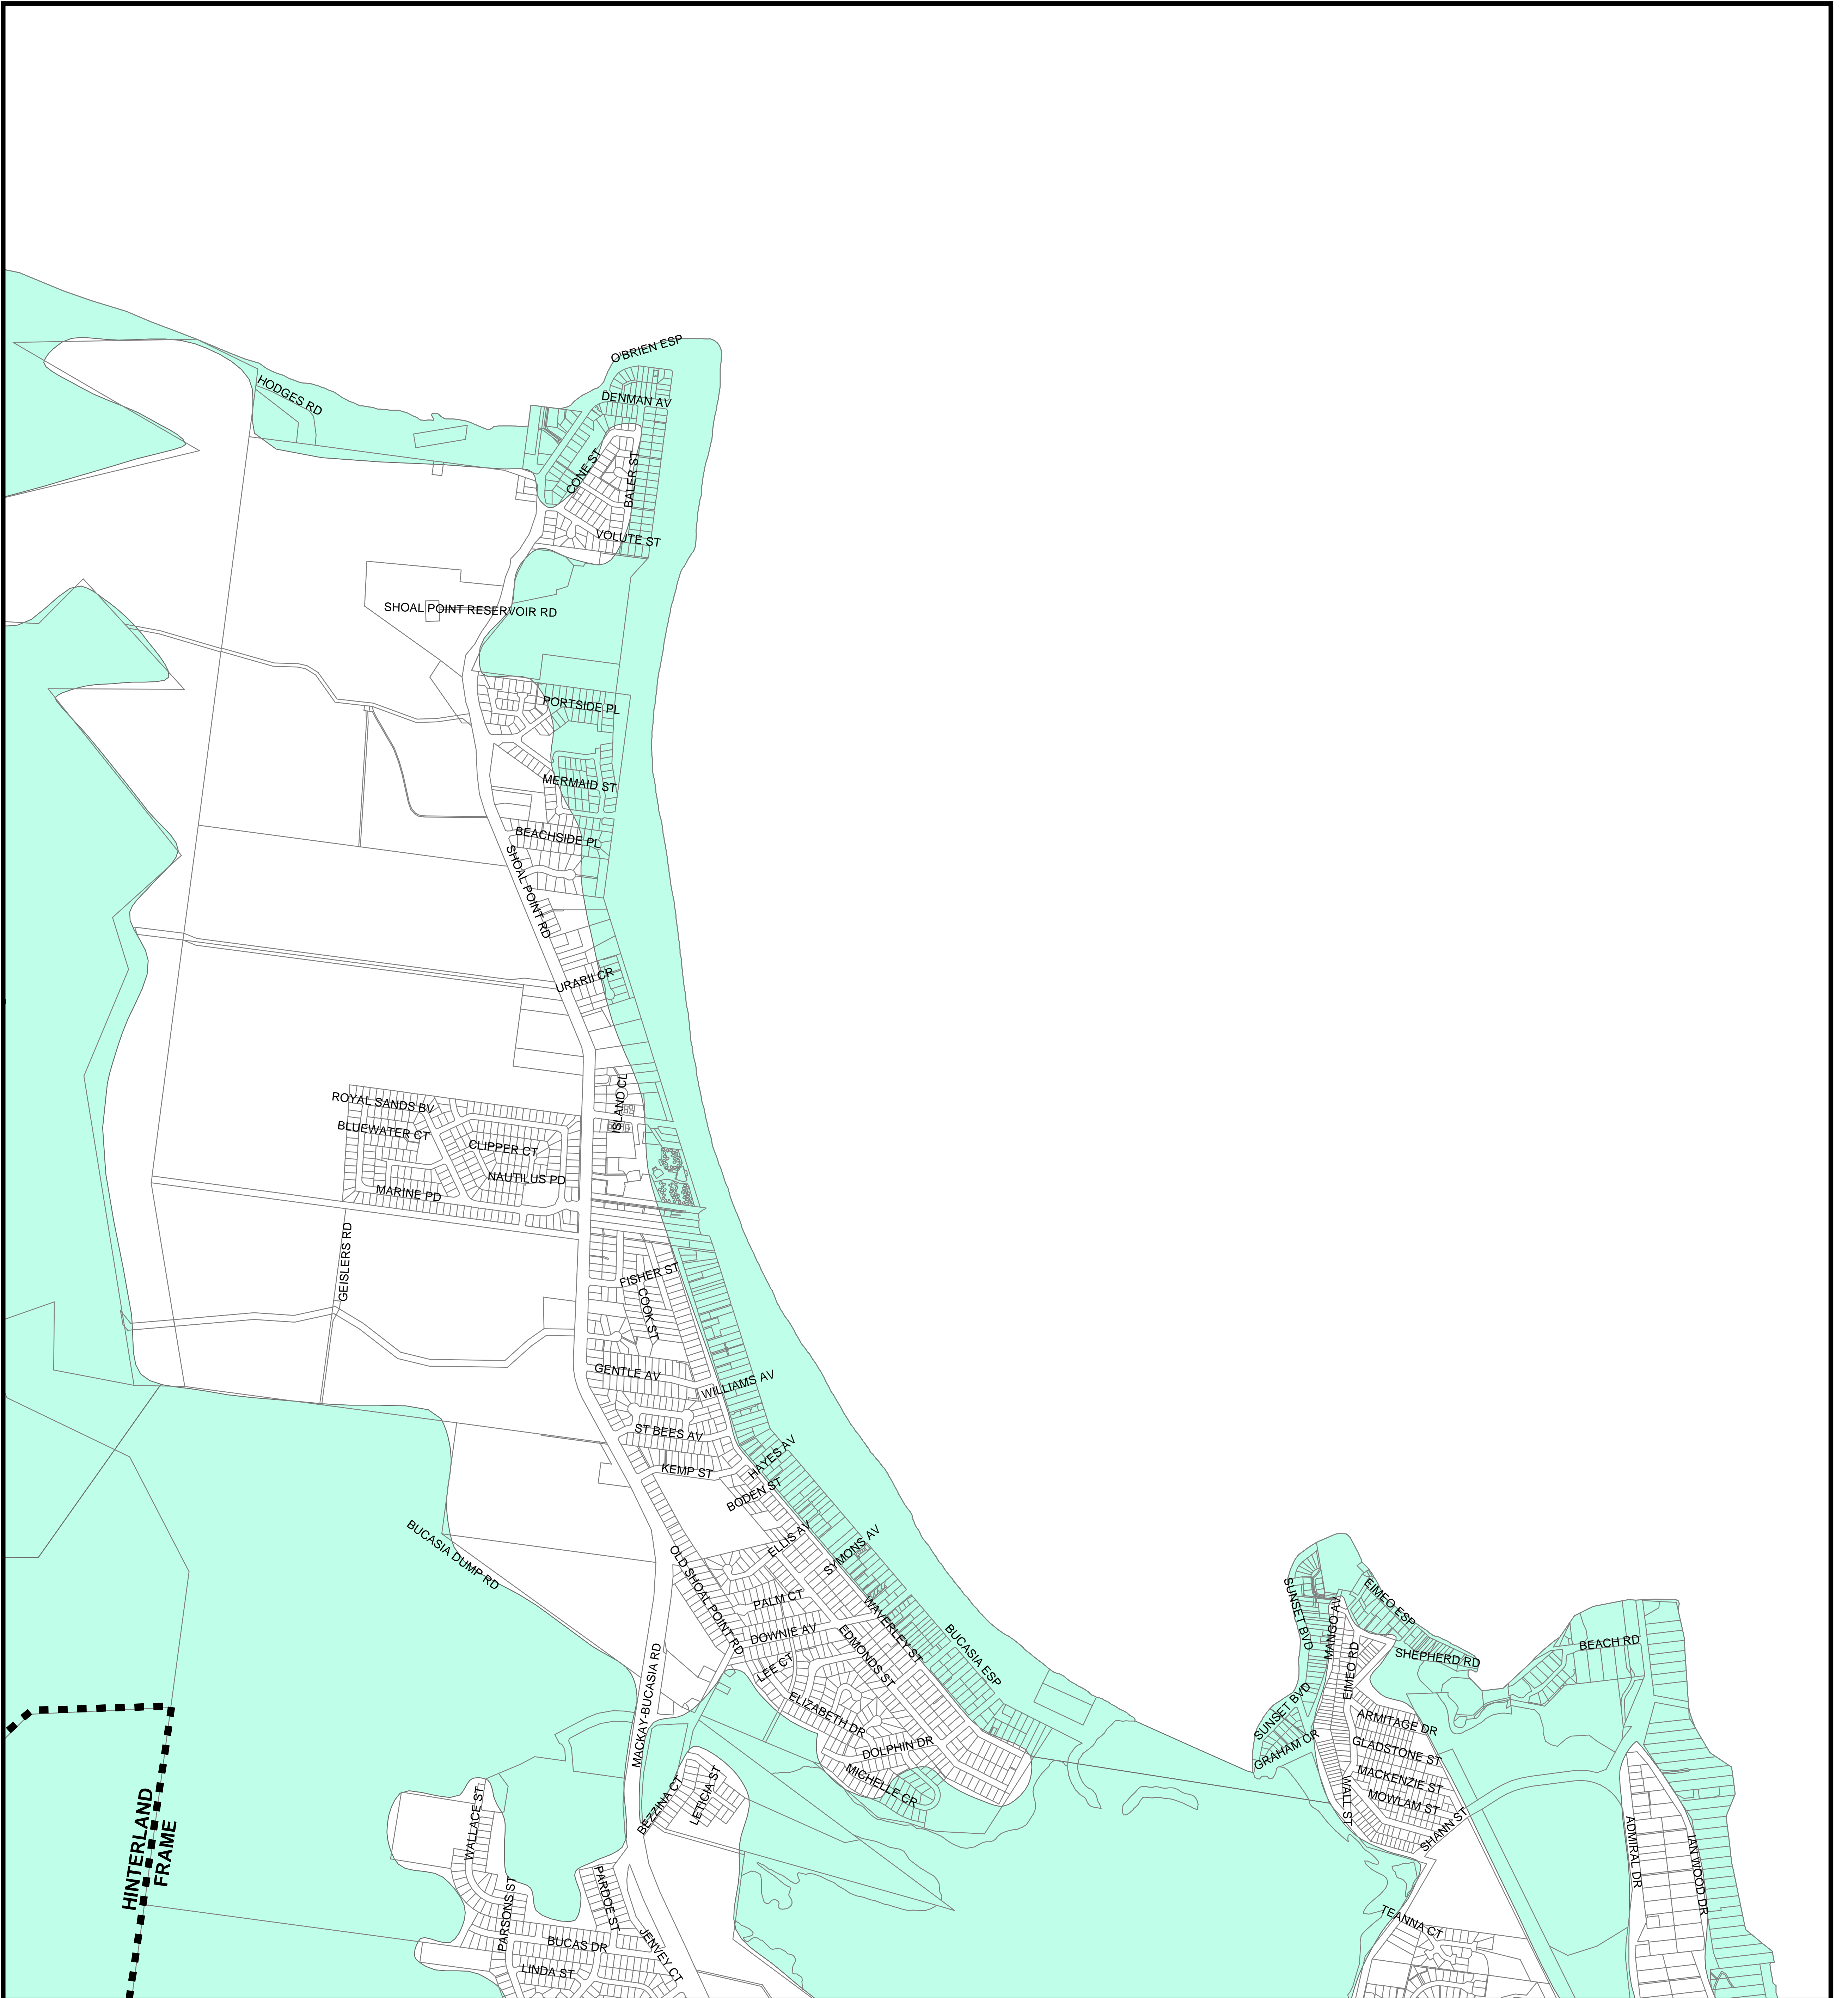 O'BRIEN ESP
HODGES RD
DENMAN AV
CONE ST
BALER ST
VOLUTE ST
SHOAL POINT RESERVOIR RD
PORTSIDE PL
MERMAID ST
BEACHSIDE PL
SHOAL POINT RD
URARII CR
ISLAND CL
ROYAL SANDS BV
BLUEWATER CT
CLIPPER CT
NAUTILUS PD
MARINE PD
GEISLERS RD
FISHER ST
COOK ST
GENTLE AV
WILLIAMS AV
ST BEES AV
HAYES AV
KEMP ST
BODEN ST
BUCASIA DUMP RD
ELLIS AV
SYMONS AV
OLD SHOAL POINT RD
PALM CT
WAVERLEY ST
DOWNIE AV
EDMONDS ST
BUCASIA ESP
LEE CT
MACKAY-BUCASIA RD
ELIZABETH DR
DOLPHIN DR
MICHELLE CR
BEZZINA CT
LETICIA ST
SUNSET BVD
MANGO AV
EIMEO ESP
EIMEO RD
SHEPHERD RD
BEACH RD
SUNSET BVD
GRAHAM CR
ARMITAGE DR
GLADSTONE ST
MACKENZIE ST
MOWLAM ST
WALL ST
SHANN ST
ADMIRAL DR
IAN WOOD DR
HINTERLAND
FRAME
WALLACE ST
PARSONS ST
PARDOE ST
BUCAS DR
JENVEY CT
LINDA ST
TEANNA CT